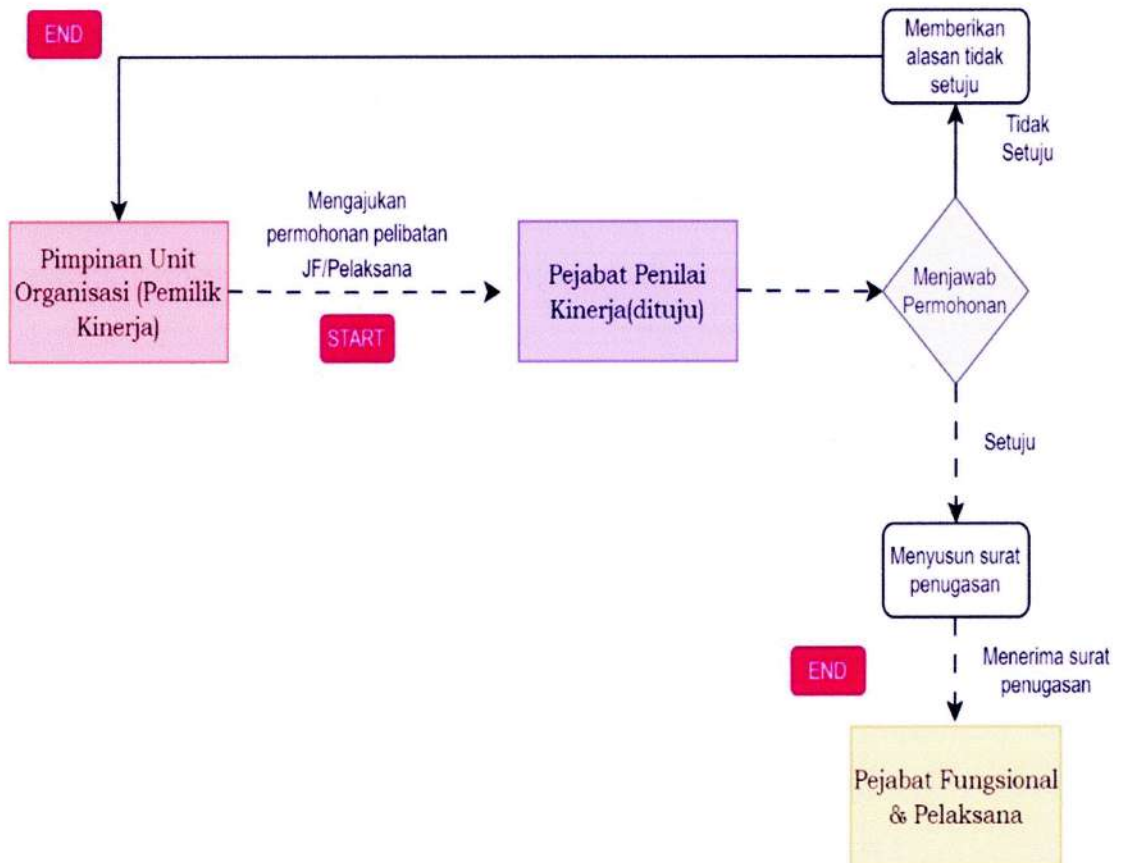 END
Memberikan
alasan tidak
setuju
Tidak
Setuju
Mengajukan
permohonan pelibatan
JF/Pelaksana
Pimpinan Unit
Organisasi (Pemilik
Kinerja)
START
Pejabat Penilai
Kinerja(dituju)
Menjawab
Permohonan
Setuju
Menyusun surat
penugasan
END
Menerima surat
penugasan
Pejabat Fungsional
& Pelaksana